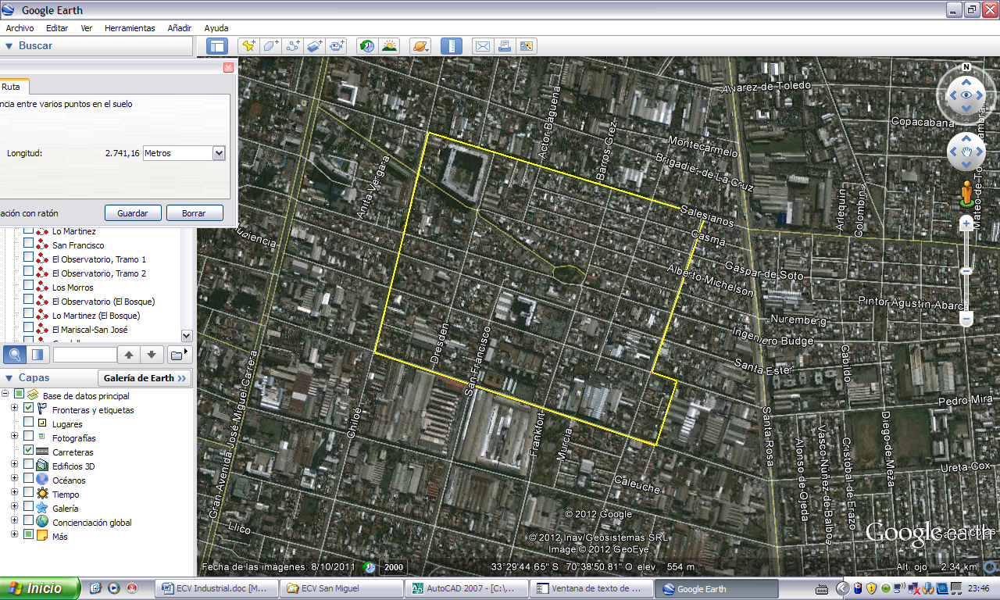 Google Earth
Archivo Editar Ver Herramientas Añadir Ayuda
Buscar
Ruta
ncia entre varios puntos en el suelo
Longitud: 2.741,16 Metros
ación con ratón Guardar Borrar
Lo Martinez
San Francisco
El Observatorio, Tramo 1
El Observatorio, Tramo 2
Los Morros
El Observatorio (El Bosque)
Lo Martinez (El Bosque)
El Mariscal-San José
Capas Galería de Earth >>
Base de datos principal
Fronteras y etiquetas
Lugares
Fotografías
Carreteras
Edificios 3D
Océanos
Tiempo
Galería
Concienciación global
Más
N
Alvarez de Toledo
Copacabana
Actor-Baguena
Barros-Grez
Montecarmelo
Brigadier de La Cruz
Anita-Vergara
Salesianos
Casma
Arlequin
Colombina
Gaspar de Soto
Alberto-Michelson
Pintor Agustín Abarca
Nuremberg
Ingeniero Budge
Santa Ester
Dresden
San-Francisco
Gran-Avenida José-Miguel-Carrera
Chiloé
Cabildo
Pedro Mira
Frankfort
Murcia
Santa-Rosa
Alonso-de-Ojeda
Vasco-Nuñez-de-Balboa
Cristóbal-de-Erazo
Diego-de-Meza
Ureta Cox
Caleuche
Llico
© 2012 Google
© 2012 Inav/Geosistemas SRL
Image © 2012 GeoEye
Google earth
Fecha de las imágenes: 8/10/2011 2000 33°29'44.65" S 70°38'50.81" O elev. 554 m Alt. ojo 2.34 km
Inicio ECV Industrial.doc [M... ECV San Miguel AutoCAD 2007 - [C:\... Ventana de texto de ... Google Earth 23:46